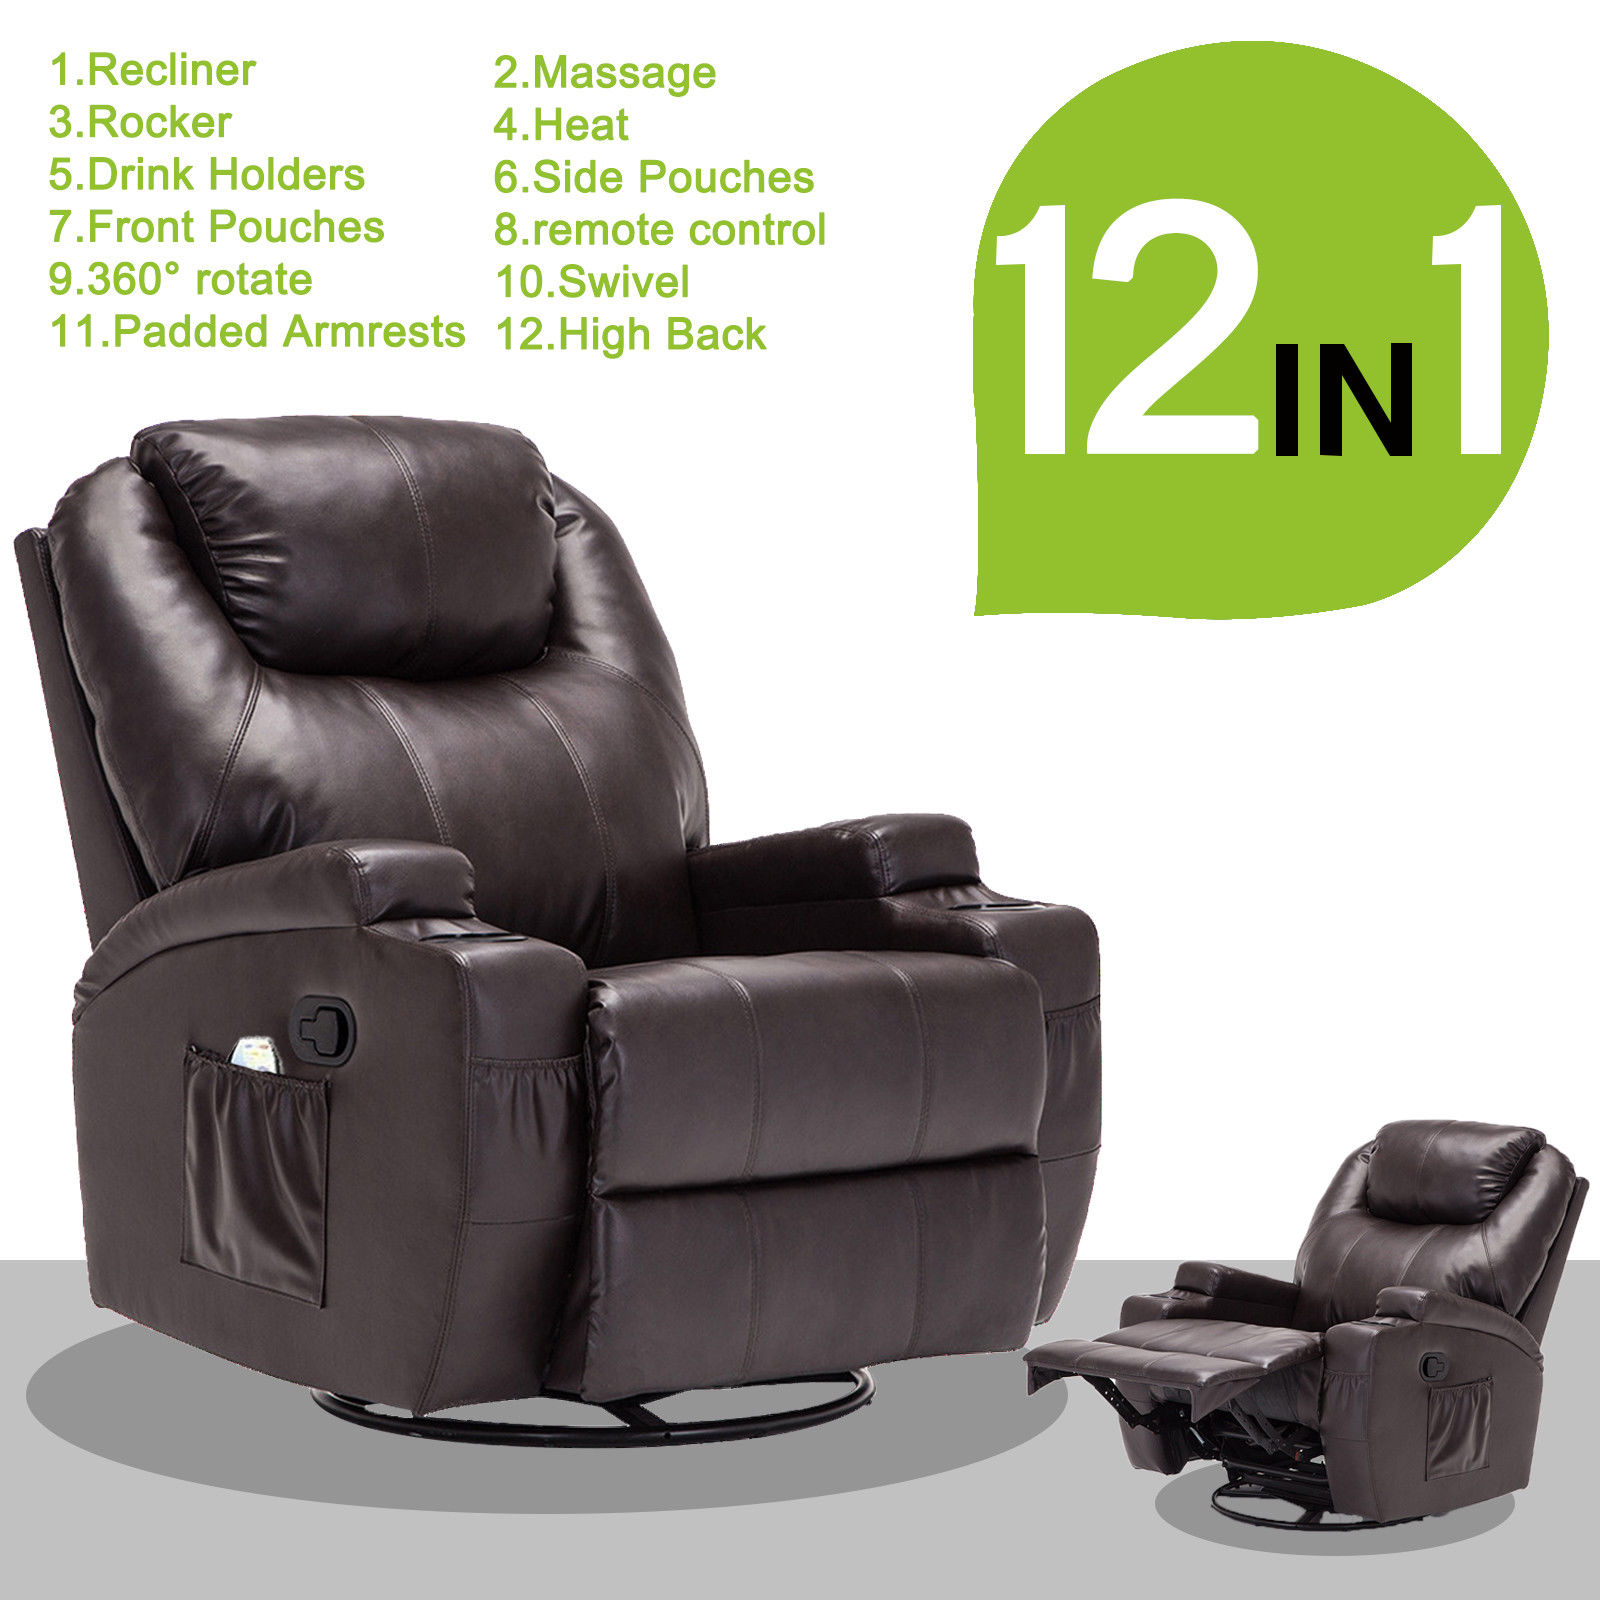 1.Recliner
2.Massage
3.Rocker
4.Heat
5.Drink Holders
6.Side Pouches
7.Front Pouches
8.remote control
9.360° rotate
10.Swivel
11.Padded Armrests
12.High Back
12IN1